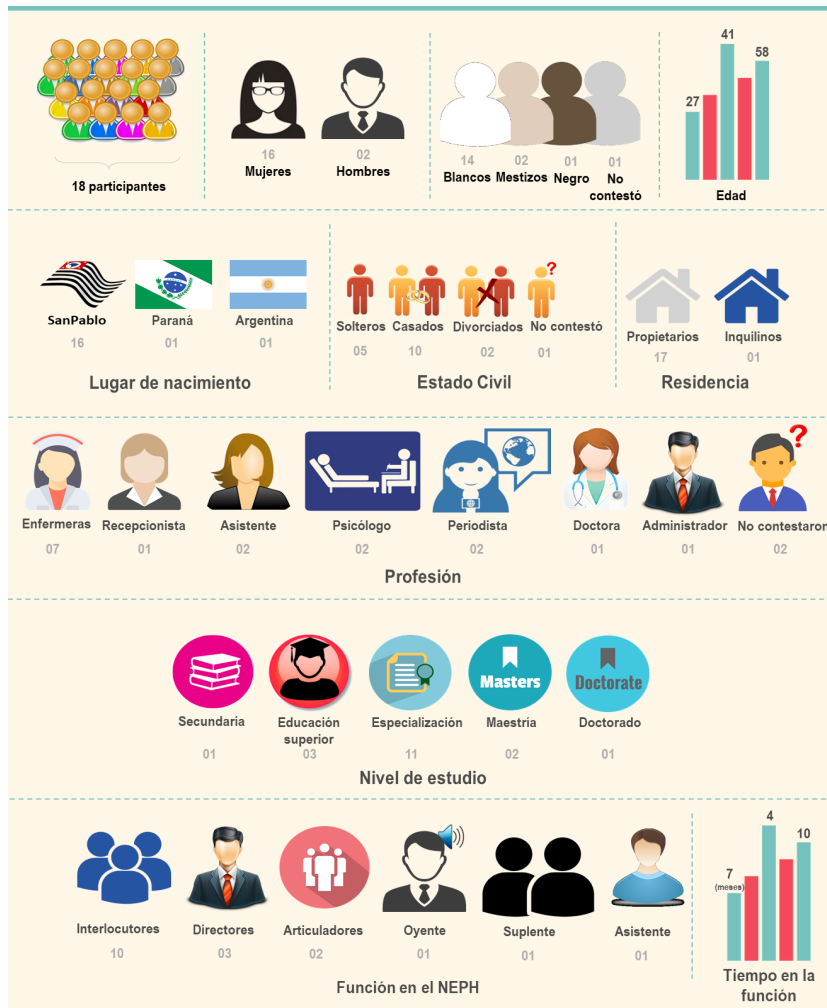 18 participantes
16
Mujeres
02
Hombres
14
Blancos
02
Mestizos
01
Negro
01
No
contestó
27
41
58
Edad
SanPablo
16
Paraná
01
Argentina
01
Lugar de nacimiento
?
Solteros
05
Casados
10
Divorciados
02
No contestó
01
Estado Civil
Propietarios
17
Inquilinos
01
Residencia
?
Enfermeras
07
Recepcionista
01
Asistente
02
Psicólogo
02
Periodista
02
Doctora
01
Administrador
01
No contestaron
02
Profesión
Masters
Doctorate
Secundaria
01
Educación
superior
03
Especialización
11
Maestría
02
Doctorado
01
Nivel de estudio
Interlocutores
10
Directores
03
Articuladores
02
Oyente
01
Suplente
01
Asistente
01
Función en el NEPH
7
(meses)
4
10
Tiempo en la
función